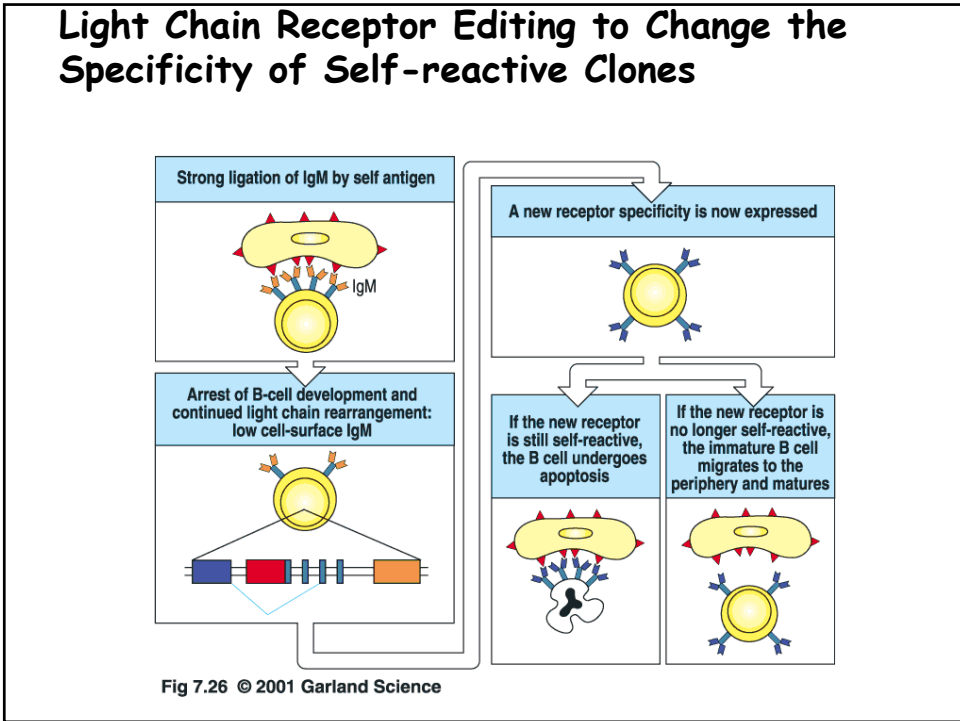 Light Chain Receptor Editing to Change the
Specificity of Self-reactive Clones
Strong ligation of IgM by self antigen
IgM
Arrest of B-cell development and
continued light chain rearrangement:
low cell-surface IgM
A new receptor specificity is now expressed
If the new receptor
is still self-reactive,
the B cell undergoes
apoptosis
If the new receptor is
no longer self-reactive,
the immature B cell
migrates to the
periphery and matures
Fig 7.26 © 2001 Garland Science